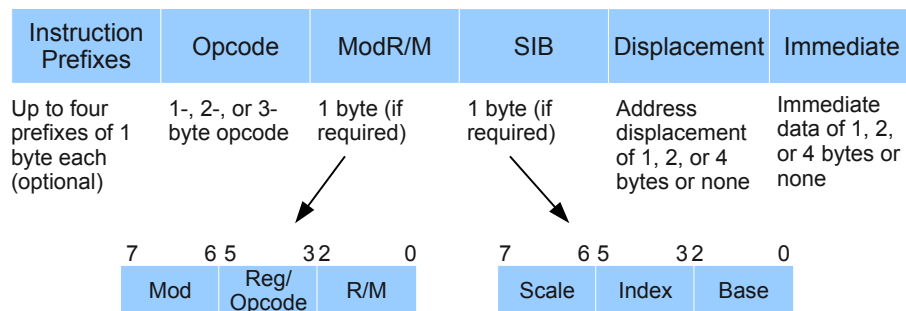 Instruction
Prefixes
Opcode
ModR/M
SIB
Displacement
Immediate
Up to four
prefixes of 1
byte each
(optional)
1-, 2-, or 3-
byte opcode
1 byte (if
required)
1 byte (if
required)
Address
displacement
of 1, 2, or 4
bytes or none
Immediate
data of 1, 2,
or 4 bytes or
none
7 6 5 3 2 0
Mod
Reg/
Opcode
R/M
7 6 5 3 2 0
Scale
Index
Base